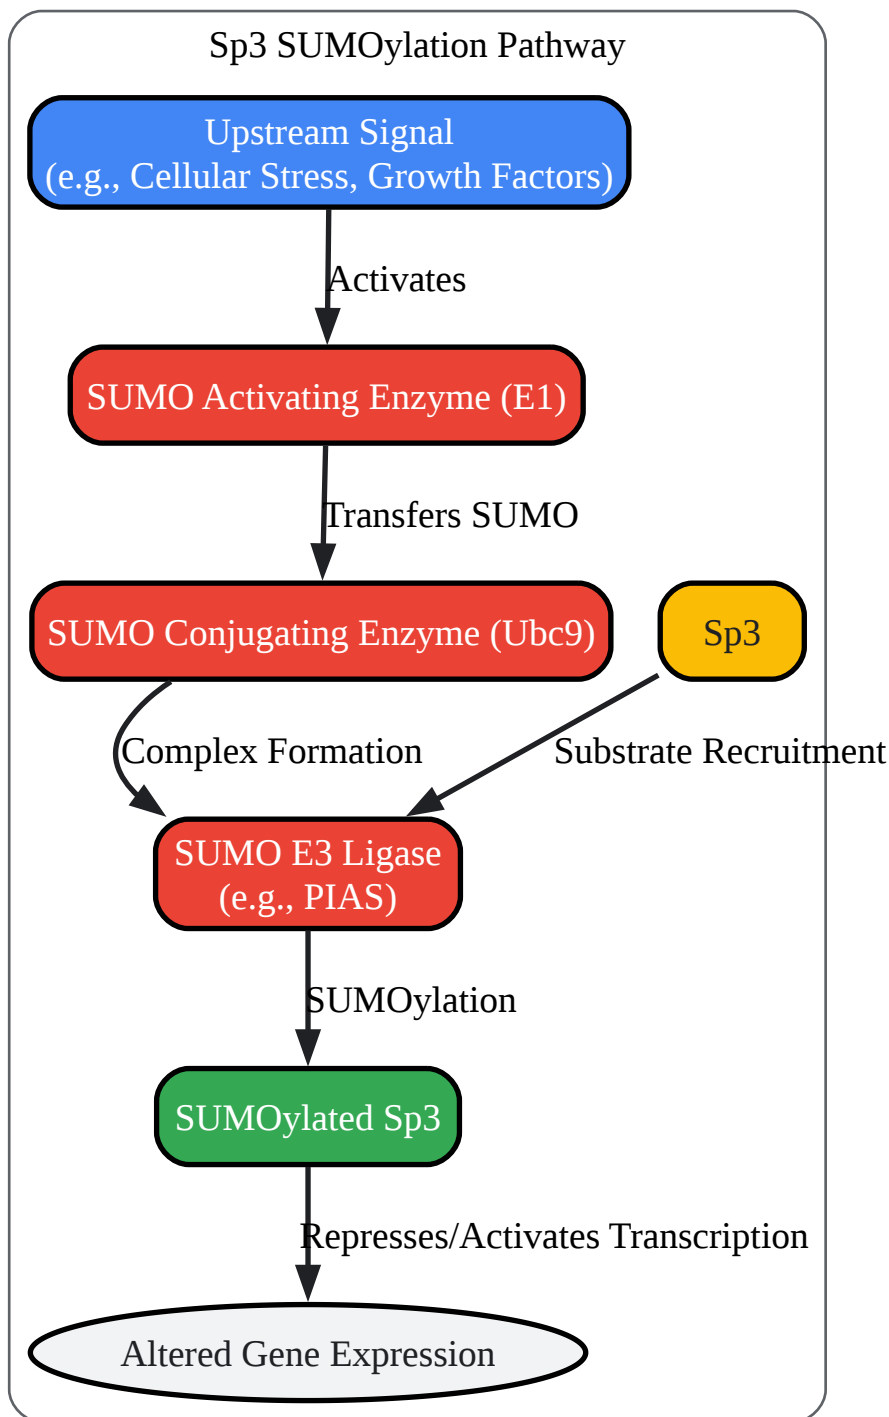 Sp3 SUMOylation Pathway
Upstream Signal
(e.g., Cellular Stress, Growth Factors)
Activates
SUMO Activating Enzyme (E1)
Transfers SUMO
SUMO Conjugating Enzyme (Ubc9)
Sp3
Complex Formation
Substrate Recruitment
SUMO E3 Ligase
(e.g., PIAS)
SUMOylation
SUMOylated Sp3
Represses/Activates Transcription
Altered Gene Expression